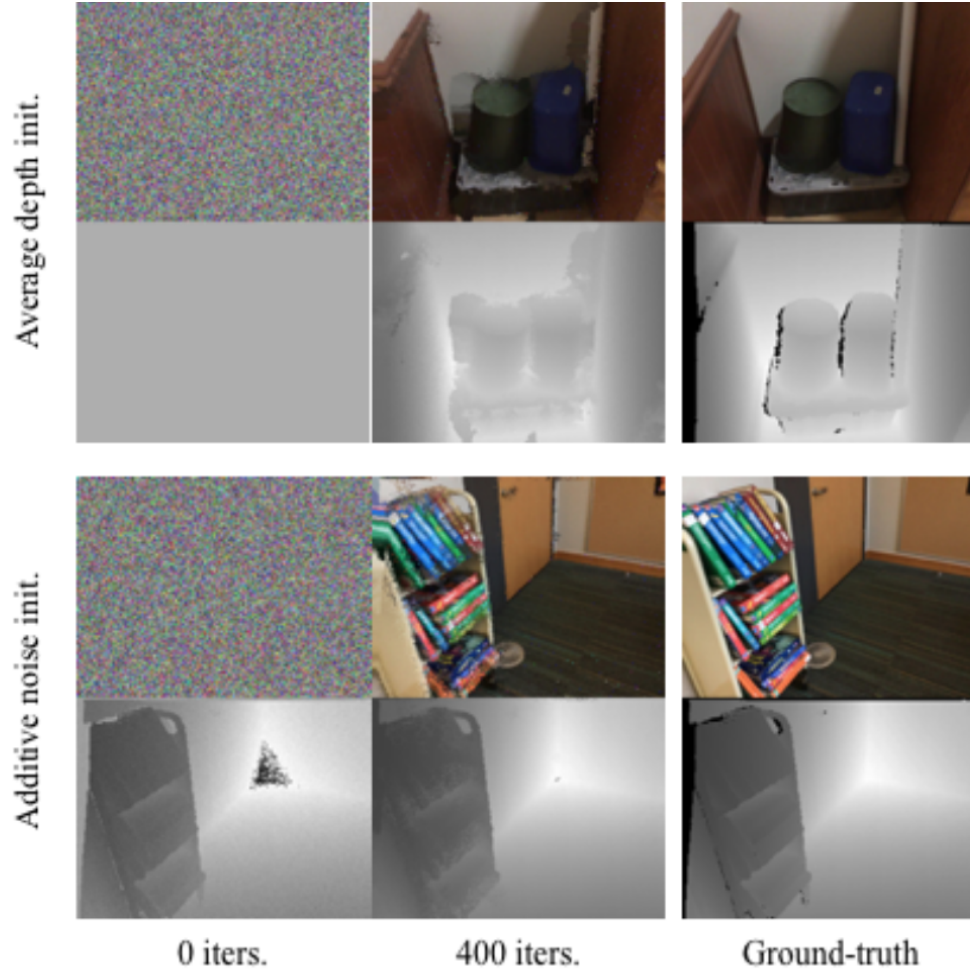 Average depth init.
Additive noise init.
0 iters.
400 iters.
Ground-truth